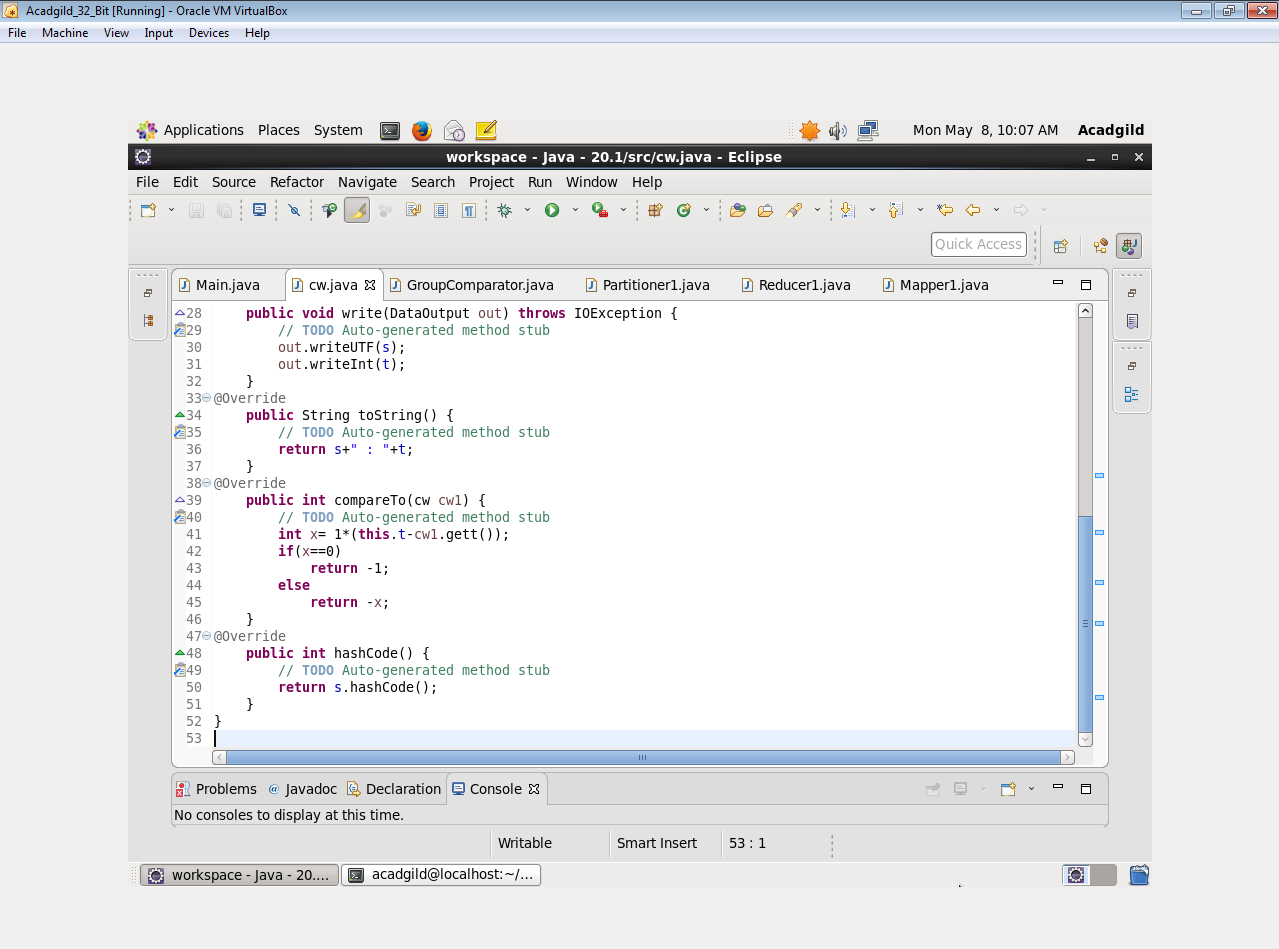 Acadgild_32_Bit [Running] - Oracle VM VirtualBox
File Machine View Input Devices Help
Applications Places System Mon May 8, 10:07 AM Acadgild
workspace - Java - 20.1/src/cw.java - Eclipse
File Edit Source Refactor Navigate Search Project Run Window Help
Quick Access
Main.java cw.java GroupComparator.java Partitioner1.java Reducer1.java Mapper1.java
28 public void write(DataOutput out) throws IOException {
29 // TODO Auto-generated method stub
30 out.writeUTF(s);
31 out.writeInt(t);
32 }
33 @Override
34 public String toString() {
35 // TODO Auto-generated method stub
36 return s+" : "+t;
37 }
38 @Override
39 public int compareTo(cw cw1) {
40 // TODO Auto-generated method stub
41 int x= 1*(this.t-cw1.gett());
42 if(x==0)
43 return -1;
44 else
45 return -x;
46 }
47 @Override
48 public int hashCode() {
49 // TODO Auto-generated method stub
50 return s.hashCode();
51 }
52 }
53
Problems @ Javadoc Declaration Console
No consoles to display at this time.
Writable Smart Insert 53 : 1
workspace - Java - 20.... acadgild@localhost:~/...